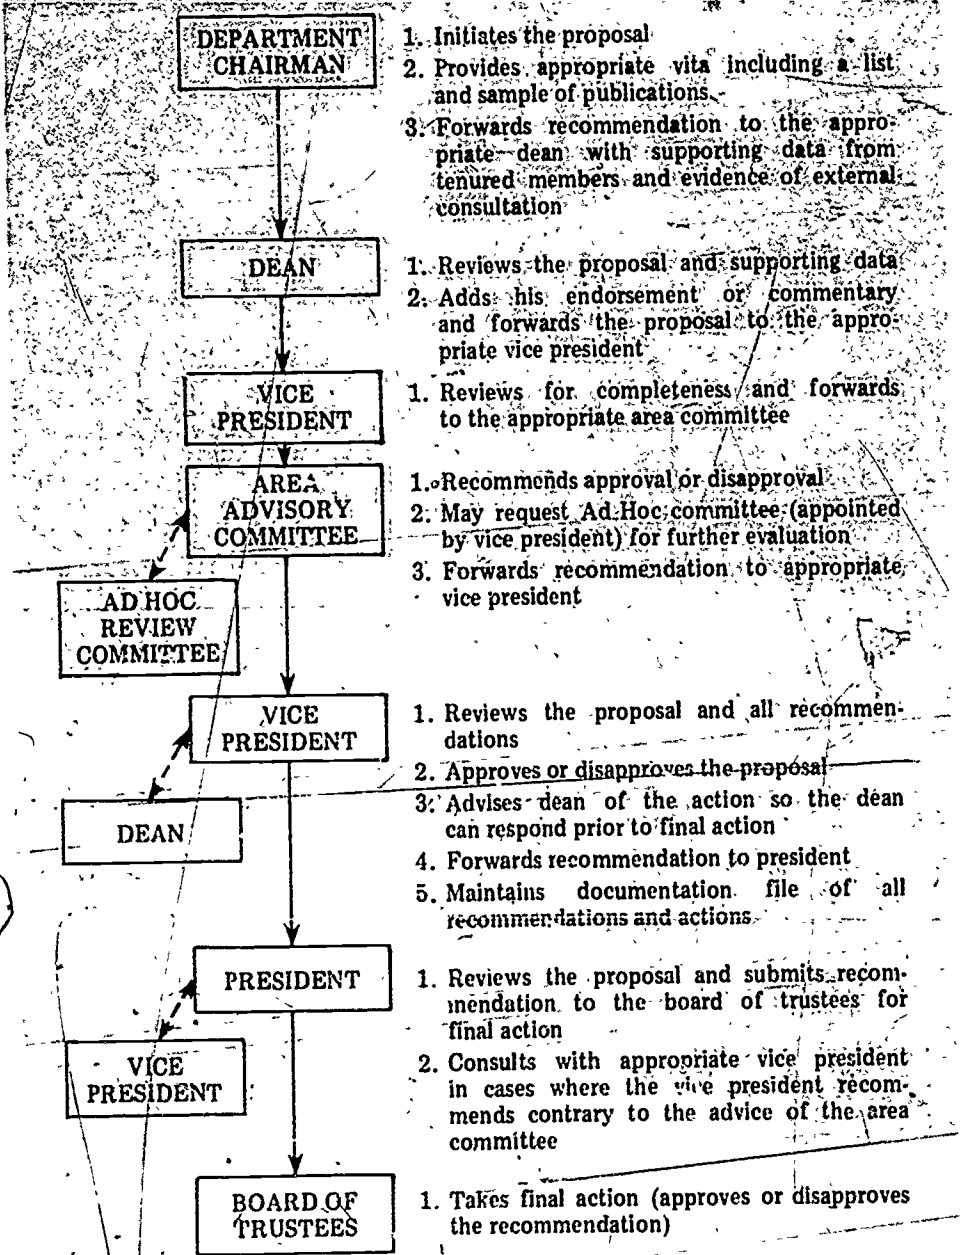 DEPARTMENT
CHAIRMAN
1. Initiates the proposal
2. Provides appropriate vita including a list
and sample of publications
3. Forwards recommendation to the appro-
priate dean with supporting data from
tenured members and evidence of external
consultation
DEAN
1. Reviews the proposal and supporting data
2. Adds his endorsement or commentary
and forwards the proposal to the appro-
priate vice president
VICE
PRESIDENT
1. Reviews for completeness and forwards
to the appropriate area committee
AREA
ADVISORY
COMMITTEE
1. Recommends approval or disapproval
2. May request Ad Hoc committee (appointed
by vice president) for further evaluation
3. Forwards recommendation to appropriate
vice president
AD HOC
REVIEW
COMMITTEE
VICE
PRESIDENT
1. Reviews the proposal and all recommen-
dations
2. Approves or disapproves the proposal
3. Advises dean of the action so the dean
can respond prior to final action
4. Forwards recommendation to president
5. Maintains documentation file of all
recommendations and actions
DEAN
PRESIDENT
1. Reviews the proposal and submits recom-
mendation to the board of trustees for
final action
2. Consults with appropriate vice president
in cases where the vice president recom-
mends contrary to the advice of the area
committee
VICE
PRESIDENT
BOARD OF
TRUSTEES
1. Takes final action (approves or disapproves
the recommendation)